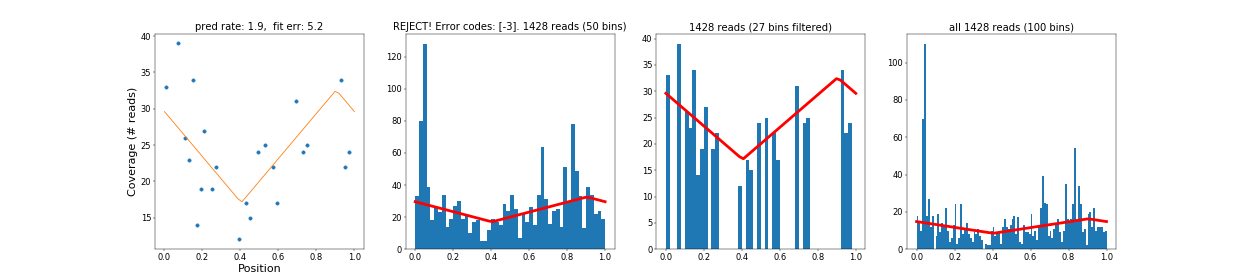 pred rate: 1.9,  fit err: 5.2
40
35
30
25
20
15
0.0 0.2 0.4 0.6 0.8 1.0
Coverage (# reads)
Position
REJECT! Error codes: [-3]. 1428 reads (50 bins)
120
100
80
60
40
20
0
0.0 0.2 0.4 0.6 0.8 1.0
1428 reads (27 bins filtered)
40
35
30
25
20
15
10
5
0
0.0 0.2 0.4 0.6 0.8 1.0
all 1428 reads (100 bins)
100
80
60
40
20
0
0.0 0.2 0.4 0.6 0.8 1.0